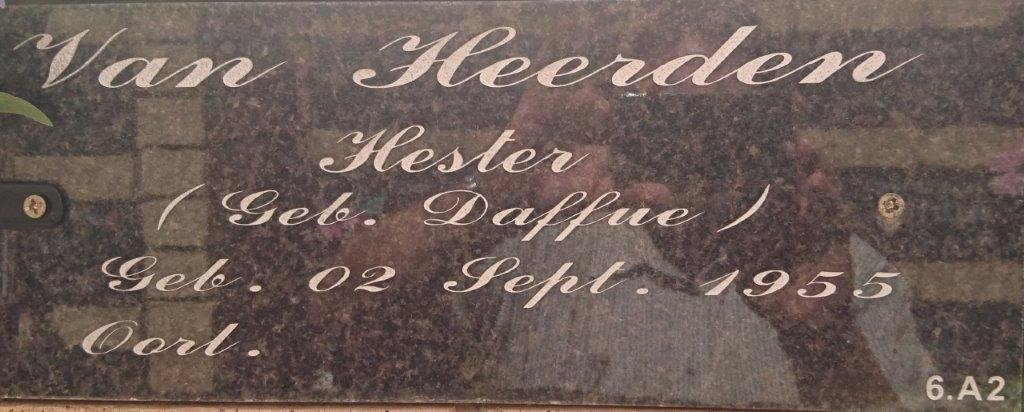 Van Heerden
Hester
( Geb. Daffue )
Geb. 02 Sept. 1955
Oorl.
6.A2